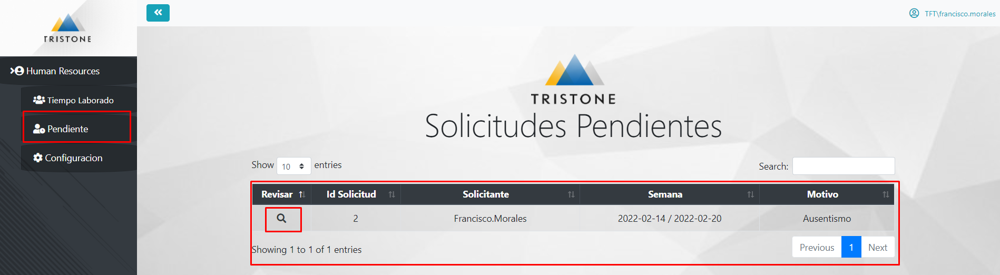 TRISTONE
Human Resources
Tiempo Laborado
Pendiente
Configuracion
TFT\francisco.morales
TRISTONE
Solicitudes Pendientes
Show 10 entries
Search:
Revisar Id Solicitud Solicitante Semana Motivo
2 Francisco.Morales 2022-02-14 / 2022-02-20 Ausentismo
Showing 1 to 1 of 1 entries
Previous 1 Next